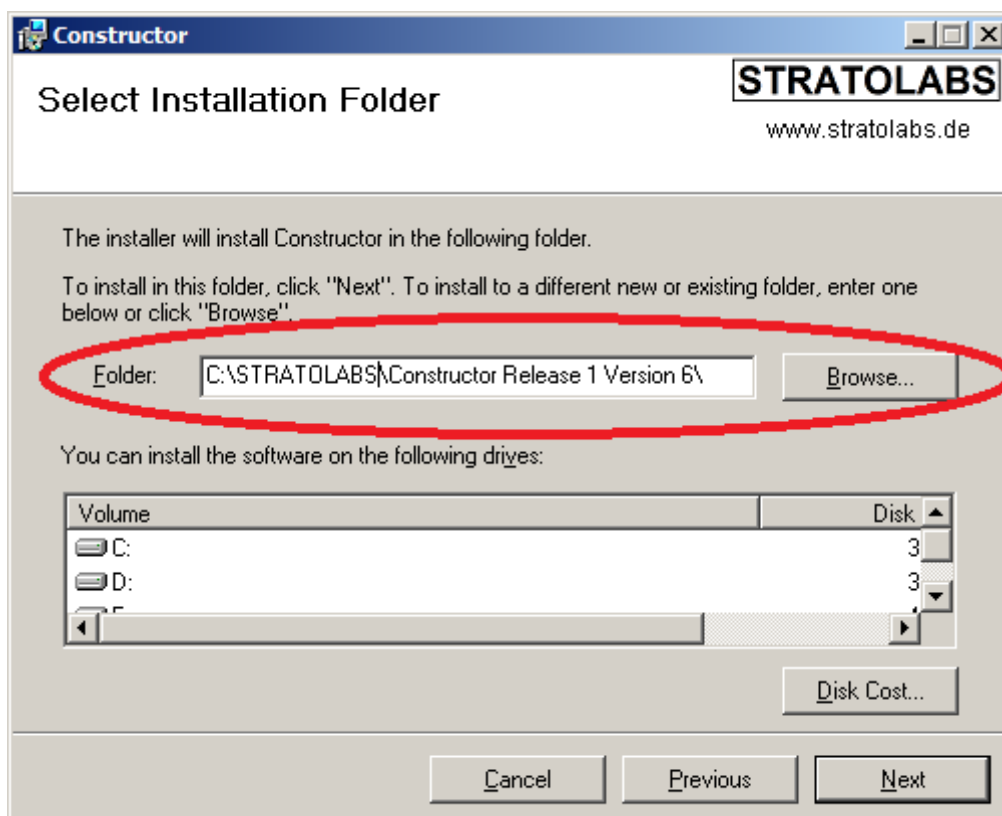 Constructor
Select Installation Folder
STRATOLABS
www.stratolabs.de
The installer will install Constructor in the following folder.
To install in this folder, click "Next". To install to a different new or existing folder, enter one
below or click "Browse".
Folder:
C:\STRATOLABS\Constructor Release 1 Version 6\
Browse...
You can install the software on the following drives:
Volume
Disk
C:
3
D:
3
Disk Cost...
Cancel
Previous
Next